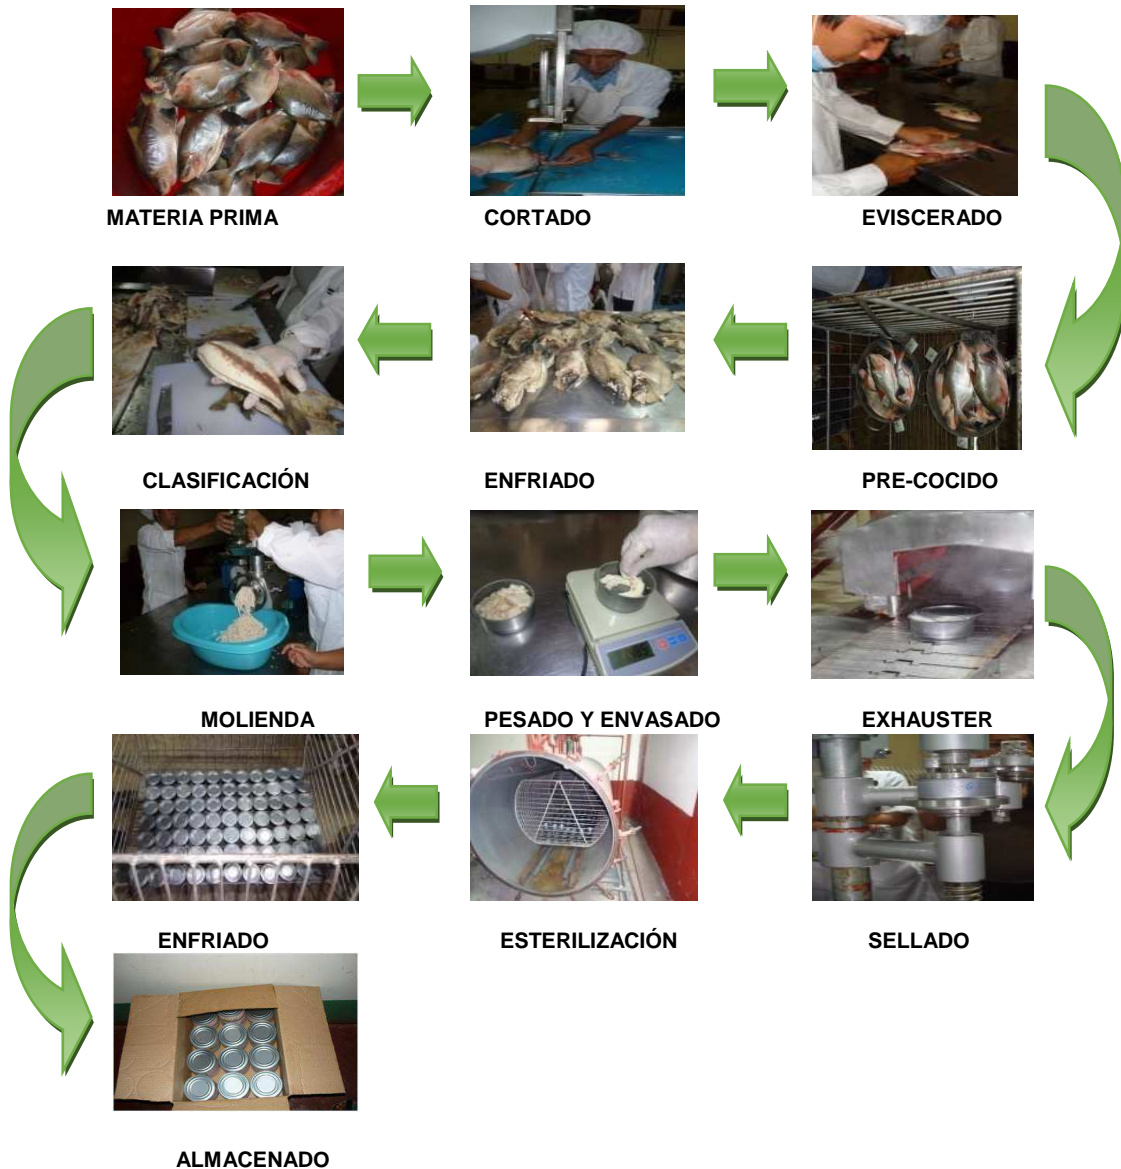 MATERIA PRIMA
CORTADO
EVISCERADO
CLASIFICACIÓN
ENFRIADO
PRE-COCIDO
MOLIENDA
PESADO Y ENVASADO
EXHAUSTER
ENFRIADO
ESTERILIZACIÓN
SELLADO
ALMACENADO